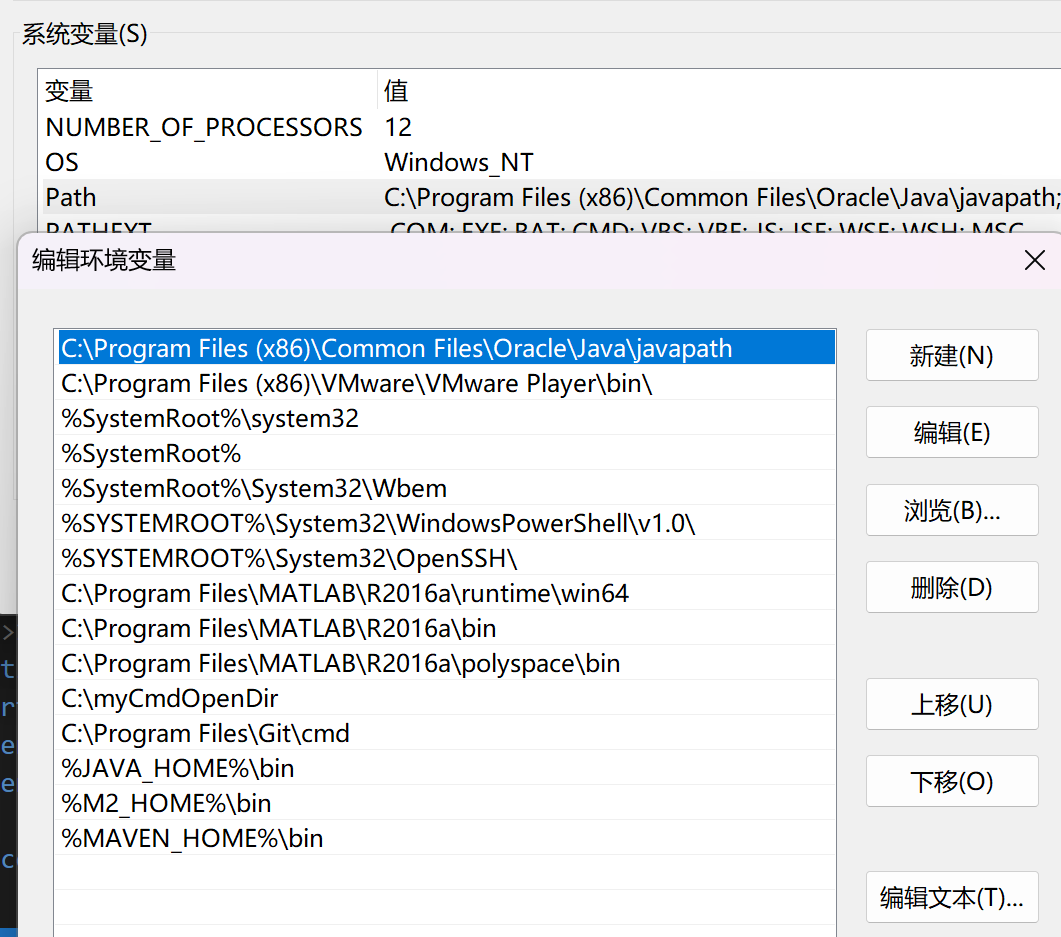 系统变量(S)
变量 值
NUMBER_OF_PROCESSORS 12
OS Windows_NT
Path C:\Program Files (x86)\Common Files\Oracle\Java\javapath;
PATHEXT .COM;.EXE;.BAT;.CMD;.VBS;.VBE;.JS;.JSE;.WSF;.WSH;.MSC
编辑环境变量
C:\Program Files (x86)\Common Files\Oracle\Java\javapath
C:\Program Files (x86)\VMware\VMware Player\bin\
%SystemRoot%\system32
%SystemRoot%
%SystemRoot%\System32\Wbem
%SYSTEMROOT%\System32\WindowsPowerShell\v1.0\
%SYSTEMROOT%\System32\OpenSSH\
C:\Program Files\MATLAB\R2016a\runtime\win64
C:\Program Files\MATLAB\R2016a\bin
C:\Program Files\MATLAB\R2016a\polyspace\bin
C:\myCmdOpenDir
C:\Program Files\Git\cmd
%JAVA_HOME%\bin
%M2_HOME%\bin
%MAVEN_HOME%\bin
新建(N)
编辑(E)
浏览(B)...
删除(D)
上移(U)
下移(O)
编辑文本(T)...